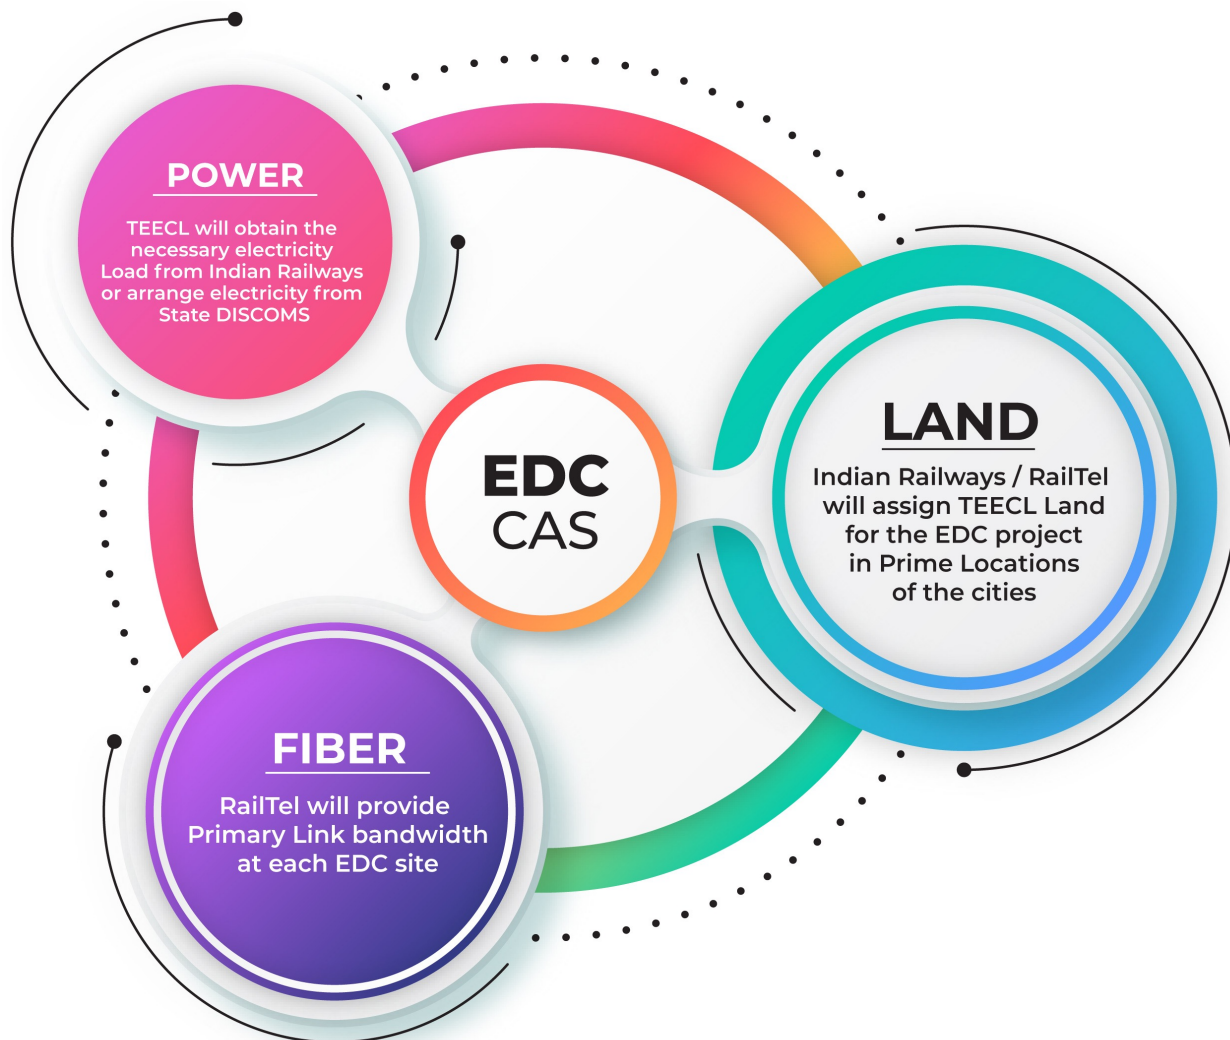 POWER
TEECL will obtain the
necessary electricity
Load from Indian Railways
or arrange electricity from
State DISCOMS
EDC
CAS
LAND
Indian Railways / RailTel
will assign TEECL Land
for the EDC project
in Prime Locations
of the cities
FIBER
RailTel will provide
Primary Link bandwidth
at each EDC site